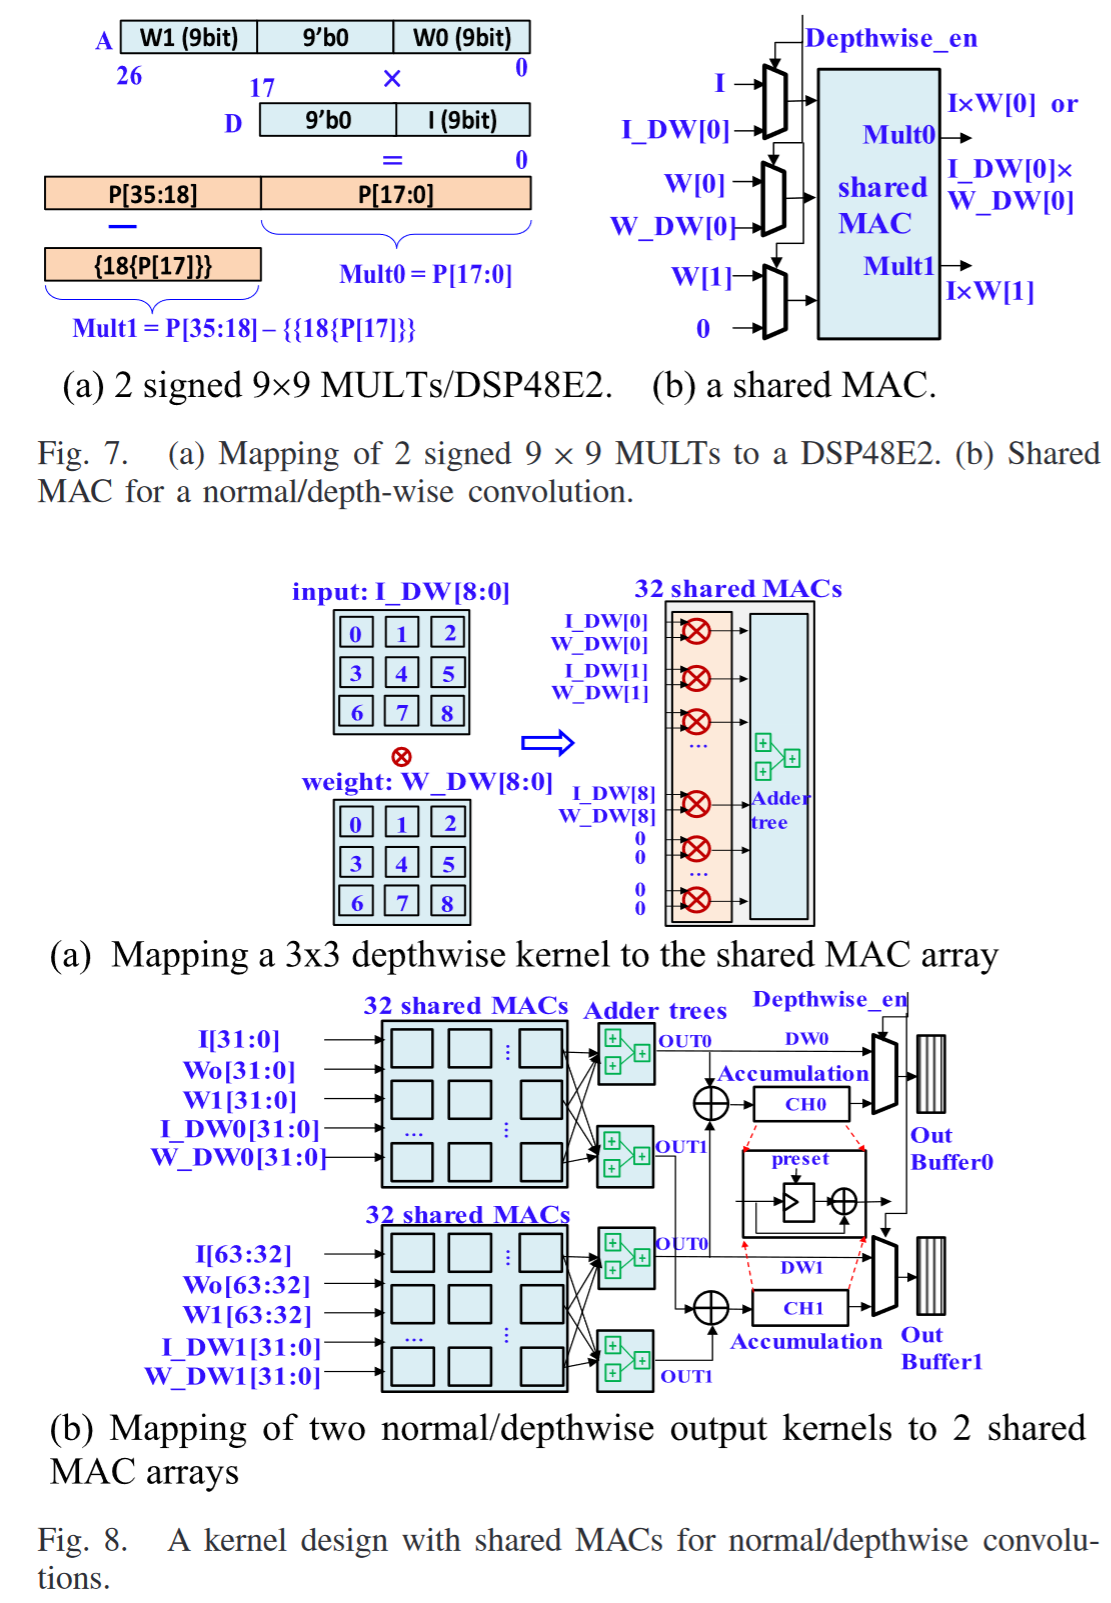 A W1 (9bit) 9’b0 W0 (9bit)
26 17 × 0
D 9’b0 I (9bit)
= 0
P[35:18] P[17:0]
—
{18{P[17]}}
Mult0 = P[17:0]
Mult1 = P[35:18] – {{18{P[17]}}
Depthwise_en
I
I_DW[0]
W[0]
W_DW[0]
W[1]
0
shared
MAC
Mult0
Mult1
I×W[0] or
I_DW[0]×
W_DW[0]
I×W[1]
(a) 2 signed 9×9 MULTs/DSP48E2. (b) a shared MAC.
Fig. 7. (a) Mapping of 2 signed 9 × 9 MULTs to a DSP48E2. (b) Shared
MAC for a normal/depth-wise convolution.
input: I_DW[8:0]
0 1 2
3 4 5
6 7 8
weight: W_DW[8:0]
0 1 2
3 4 5
6 7 8
32 shared MACs
I_DW[0]
W_DW[0]
I_DW[1]
W_DW[1]
...
I_DW[8]
W_DW[8]
0
0
...
0
0
Adder
tree
(a) Mapping a 3x3 depthwise kernel to the shared MAC array
32 shared MACs
Adder trees
Depthwise_en
I[31:0]
Wo[31:0]
W1[31:0]
I_DW0[31:0]
W_DW0[31:0]
... ... ...
OUT0
DW0
Accumulation
CH0
OUT1
preset
Out
Buffer0
32 shared MACs
I[63:32]
Wo[63:32]
W1[63:32]
I_DW1[31:0]
W_DW1[31:0]
... ... ...
OUT0
DW1
CH1
Accumulation
OUT1
Out
Buffer1
(b) Mapping of two normal/depthwise output kernels to 2 shared
MAC arrays
Fig. 8. A kernel design with shared MACs for normal/depthwise convolu-
tions.